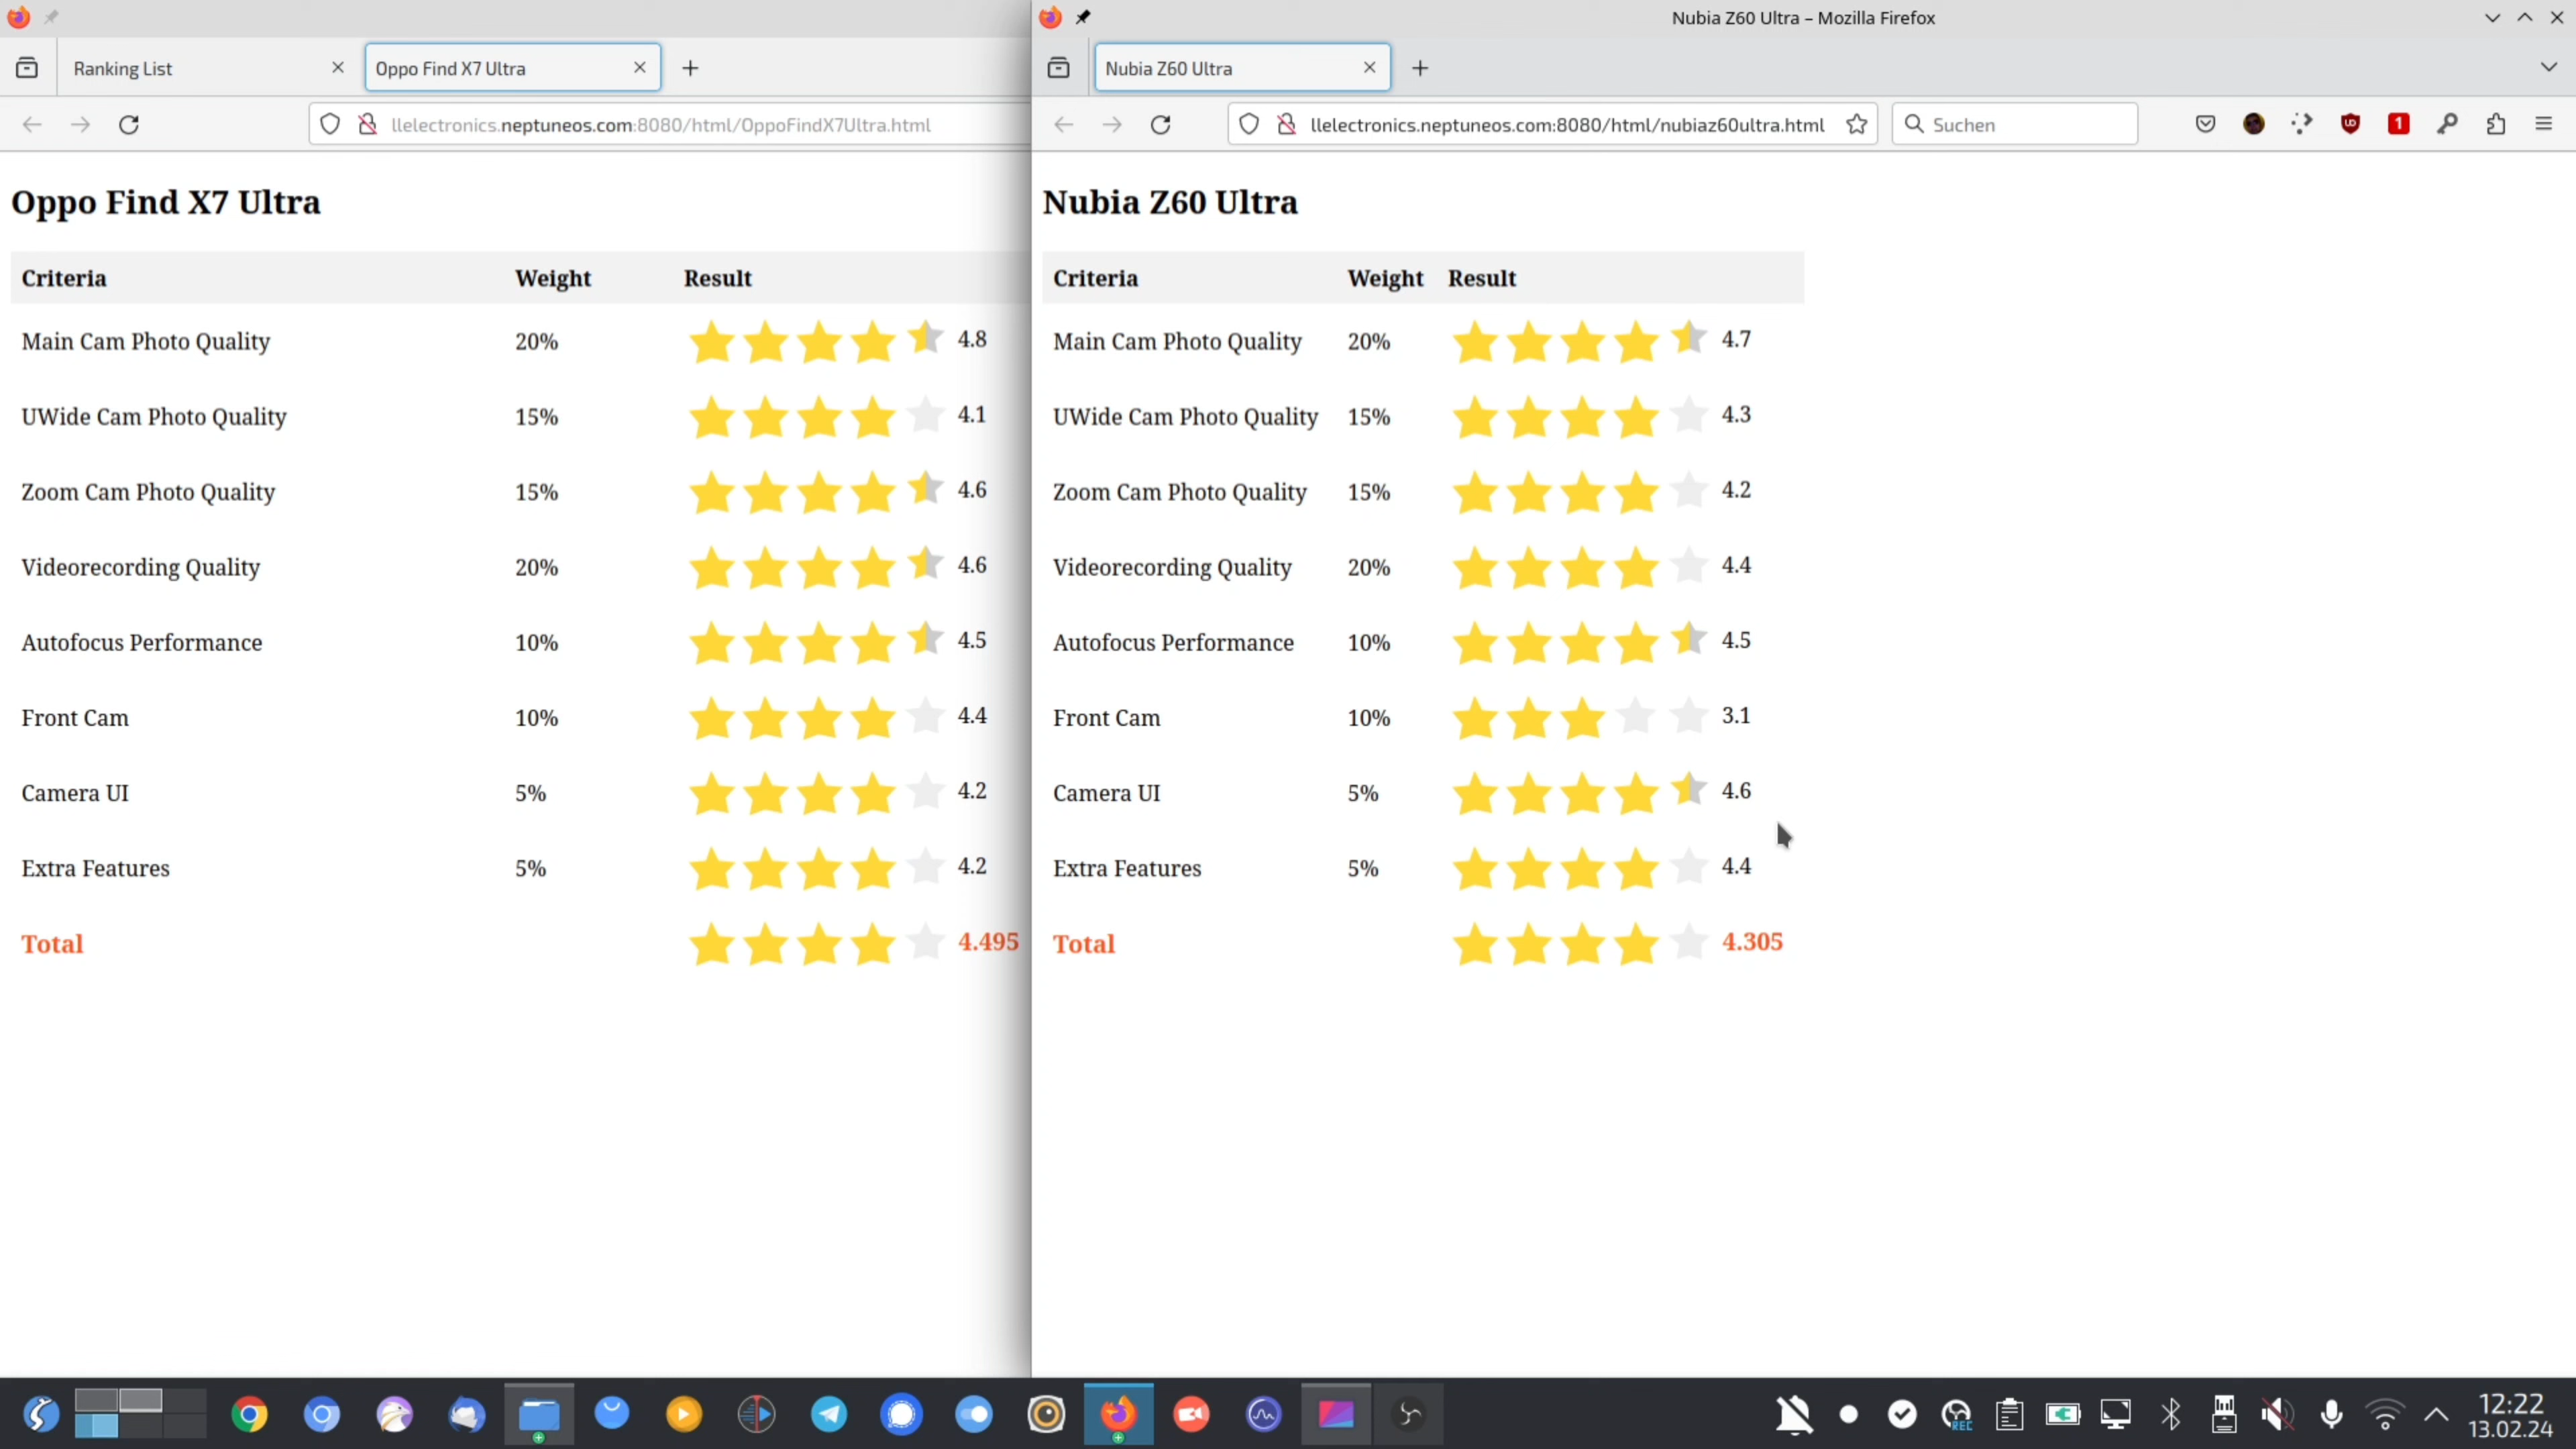 Nubia Z60 Ultra – Mozilla Firefox
Ranking List
Oppo Find X7 Ultra
Nubia Z60 Ultra
llelectronics.neptuneos.com:8080/html/OppoFindX7Ultra.html
llelectronics.neptuneos.com:8080/html/nubiaz60ultra.html
Suchen
1
Oppo Find X7 Ultra
Criteria Weight Result
Main Cam Photo Quality 20% 4.8
UWide Cam Photo Quality 15% 4.1
Zoom Cam Photo Quality 15% 4.6
Videorecording Quality 20% 4.6
Autofocus Performance 10% 4.5
Front Cam 10% 4.4
Camera UI 5% 4.2
Extra Features 5% 4.2
Total 4.495
Nubia Z60 Ultra
Criteria Weight Result
Main Cam Photo Quality 20% 4.7
UWide Cam Photo Quality 15% 4.3
Zoom Cam Photo Quality 15% 4.2
Videorecording Quality 20% 4.4
Autofocus Performance 10% 4.5
Front Cam 10% 3.1
Camera UI 5% 4.6
Extra Features 5% 4.4
Total 4.305
REC
12:22
13.02.24